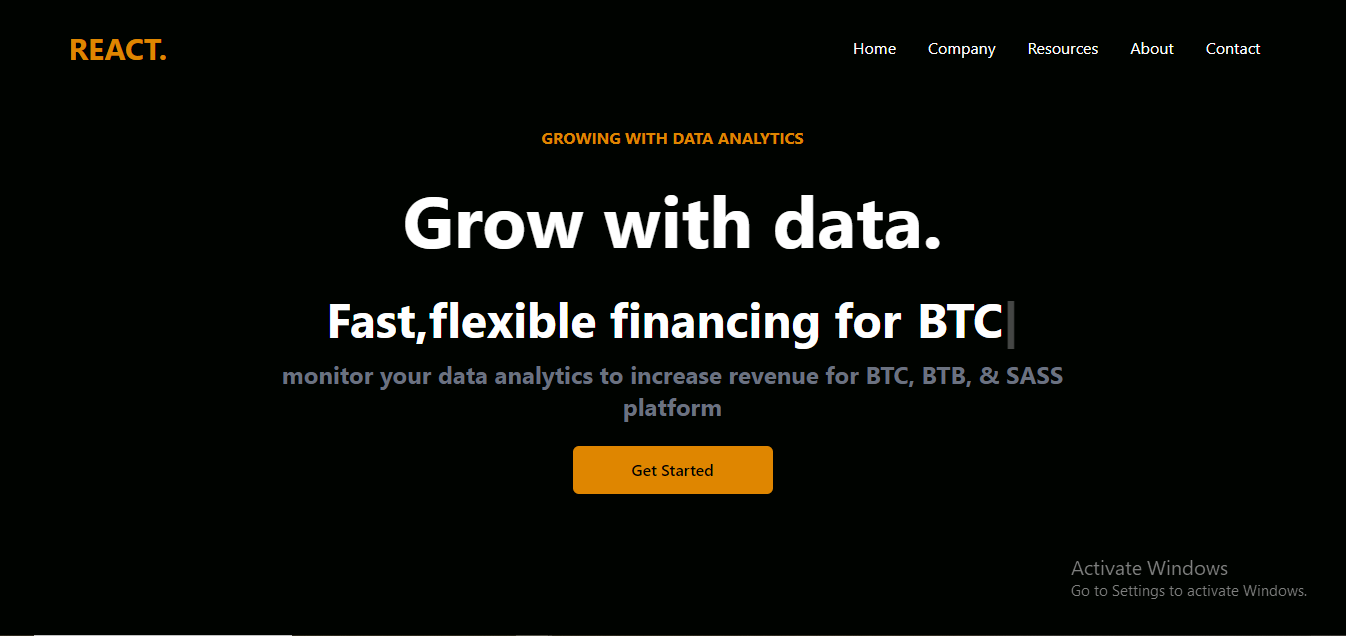 REACT.
Home Company Resources About Contact
GROWING WITH DATA ANALYTICS
Grow with data.
Fast,flexible financing for BTC|
monitor your data analytics to increase revenue for BTC, BTB, & SASS
platform
Get Started
Activate Windows
Go to Settings to activate Windows.